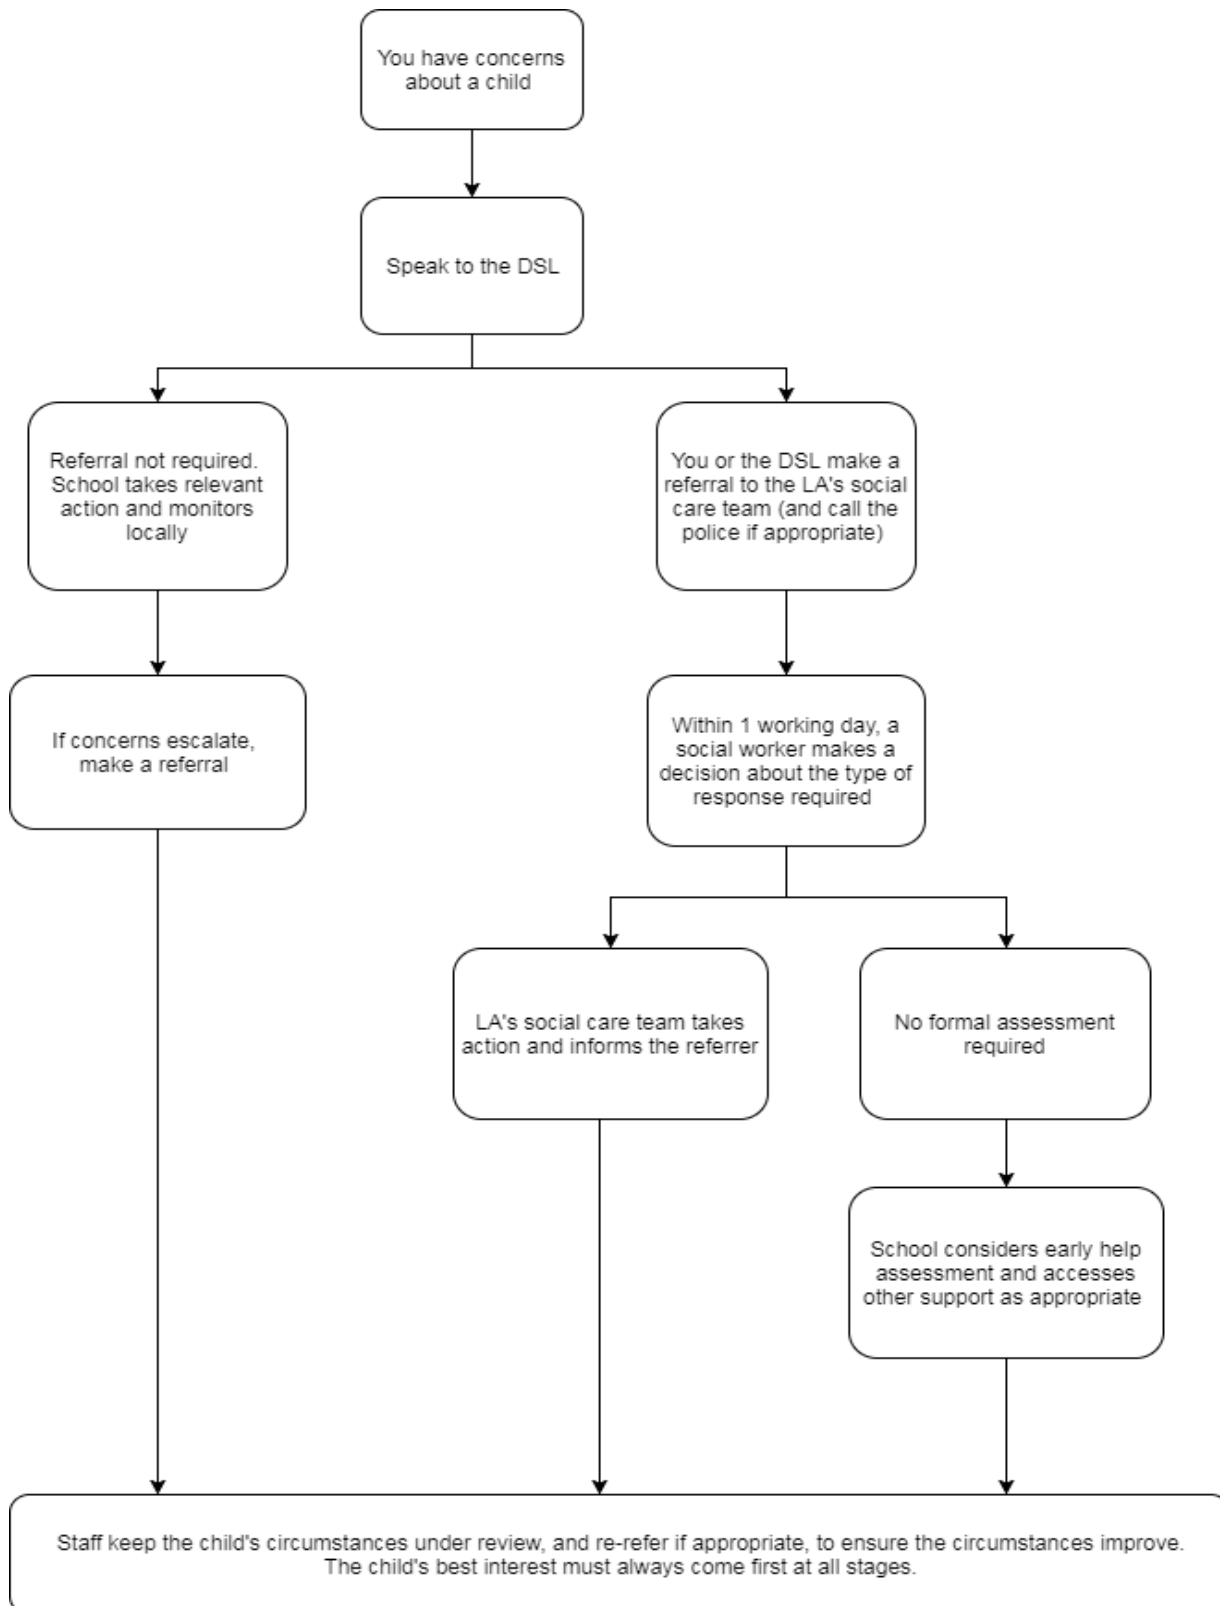 You have concerns
about a child
Speak to the DSL
Referral not required.
School takes relevant
action and monitors
locally
You or the DSL make a
referral to the LA's social
care team (and call the
police if appropriate)
If concerns escalate,
make a referral
Within 1 working day, a
social worker makes a
decision about the type of
response required
LA's social care team takes
action and informs the referrer
No formal assessment
required
School considers early help
assessment and accesses
other support as appropriate
Staff keep the child's circumstances under review, and re-refer if appropriate, to ensure the circumstances improve.
The child's best interest must always come first at all stages.